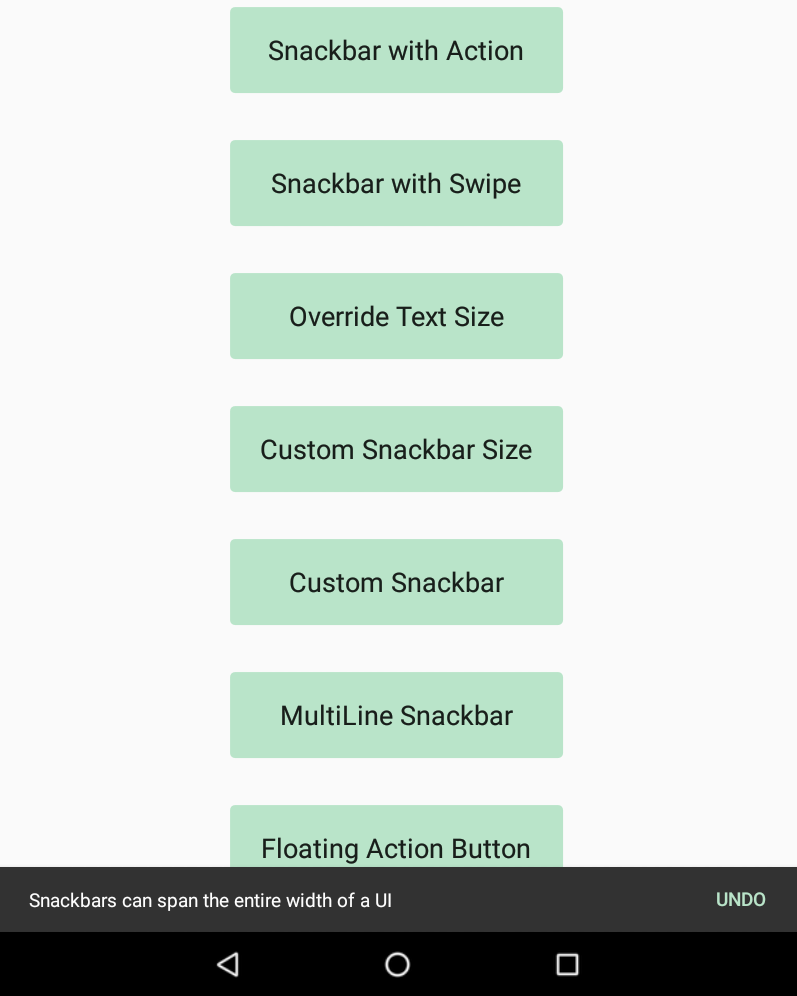 Snackbar with Action
Snackbar with Swipe
Override Text Size
Custom Snackbar Size
Custom Snackbar
MultiLine Snackbar
Floating Action Button
Snackbars can span the entire width of a UI UNDO